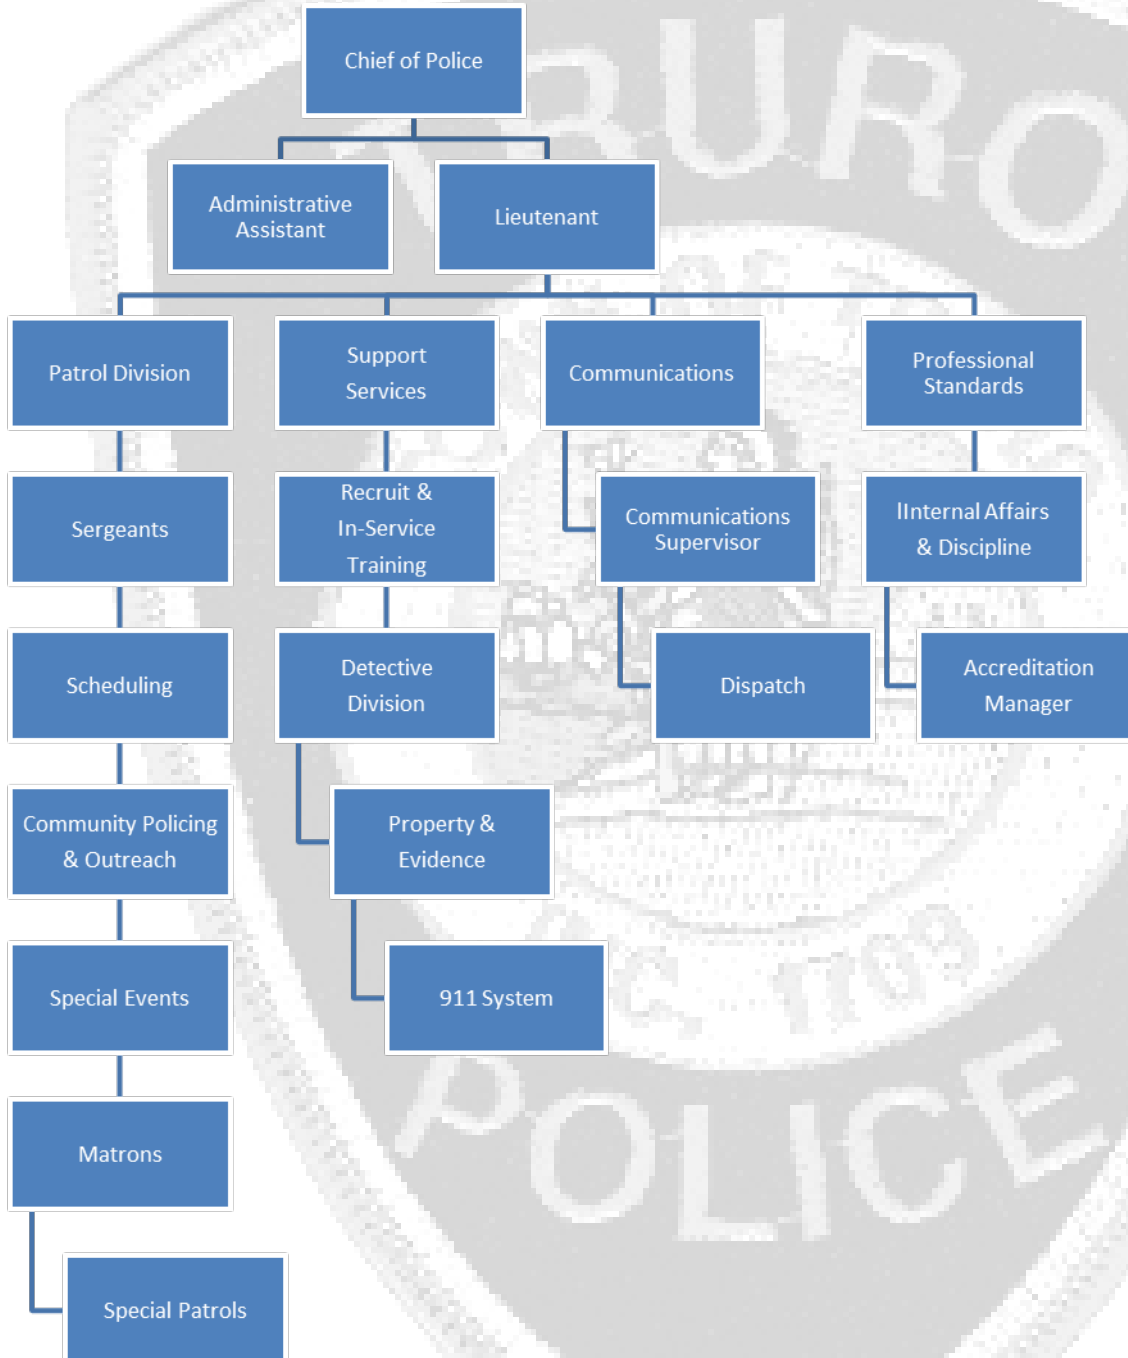 Chief of Police
Administrative
Assistant
Lieutenant
Patrol Division
Support
Services
Communications
Professional
Standards
Sergeants
Recruit &
In-Service
Training
Communications
Supervisor
IInternal Affairs
& Discipline
Scheduling
Detective
Division
Dispatch
Accreditation
Manager
Community Policing
& Outreach
Property &
Evidence
Special Events
911 System
Matrons
Special Patrols
TRURO
1709
POLICE